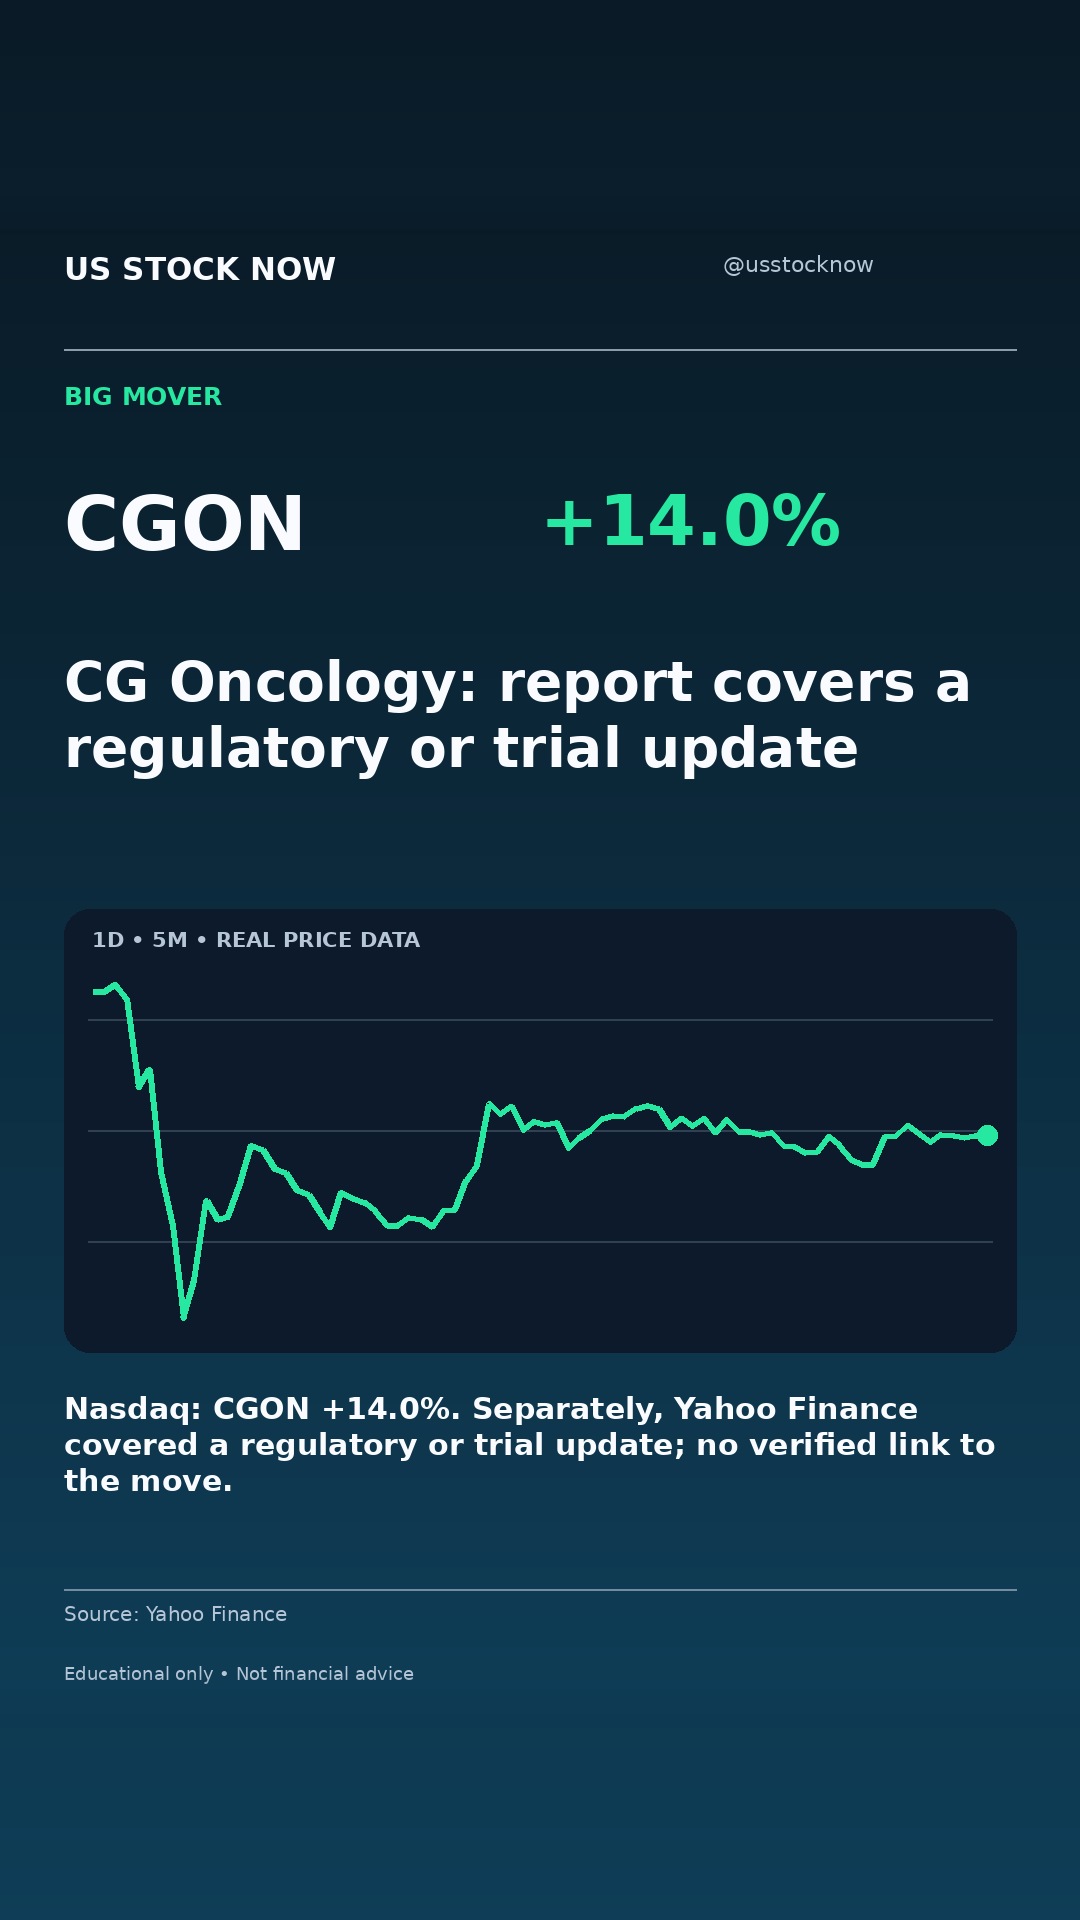 US STOCK NOW
@usstocknow
BIG MOVER
CGON
+14.0%
CG Oncology: report covers a
regulatory or trial update
1D • 5M • REAL PRICE DATA
Nasdaq: CGON +14.0%. Separately, Yahoo Finance
covered a regulatory or trial update; no verified link to
the move.
Source: Yahoo Finance
Educational only • Not financial advice